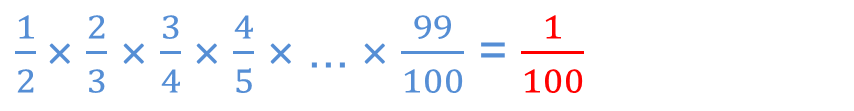 1/2 × 2/3 × 3/4 × 4/5 × … × 99/100 = 1/100